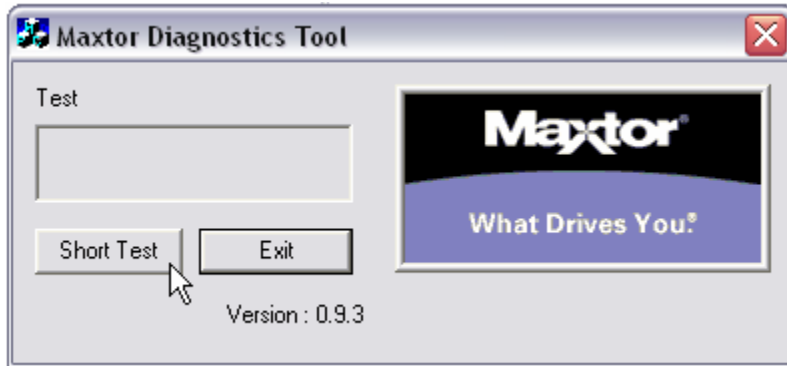 Maxtor Diagnostics Tool
Test
Maxtor®
What Drives You.®
Short Test
Exit
Version : 0.9.3